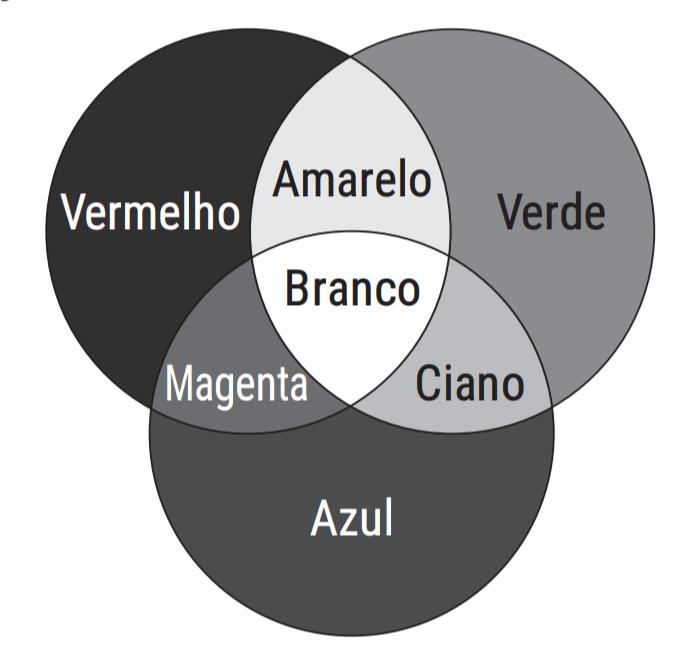 Vermelho
Amarelo
Verde
Branco
Magenta
Ciano
Azul